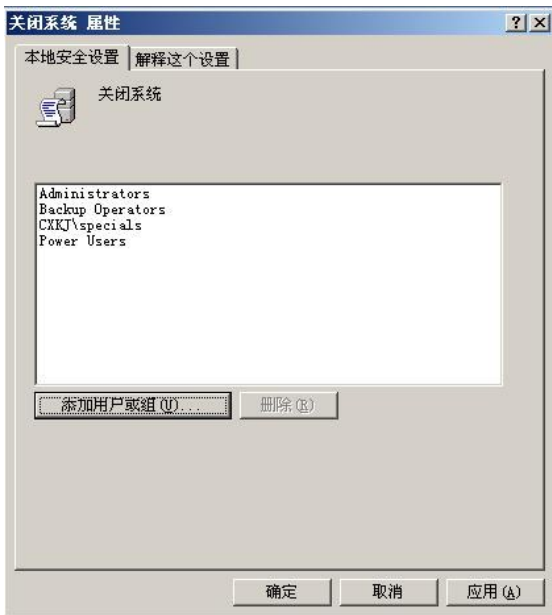 关闭系统 属性
本地安全设置 解释这个设置
关闭系统
Administrators
Backup Operators
CXKJ\specials
Power Users
添加用户或组(U)... 删除(R)
确定 取消 应用(A)